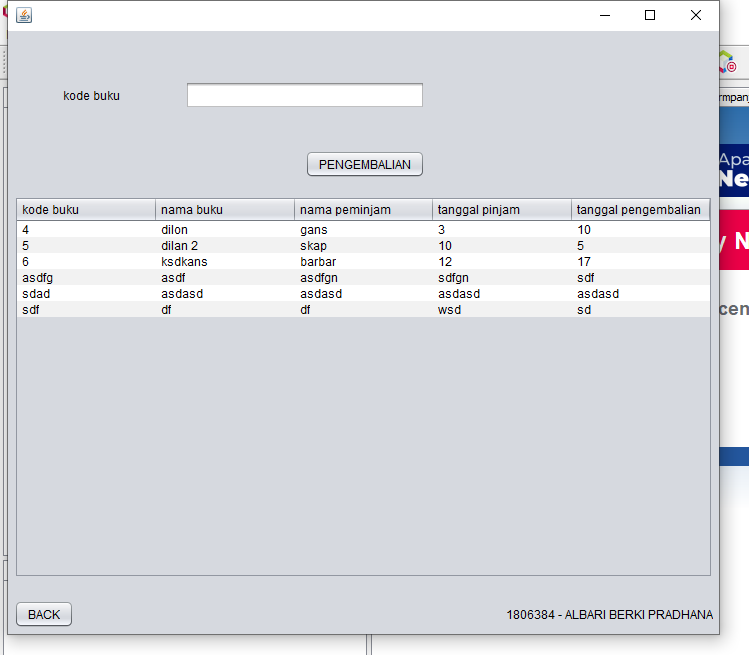 kode buku
PENGEMBALIAN
kode buku nama buku nama peminjam tanggal pinjam tanggal pengembalian
4 dilon gans 3 10
5 dilan 2 skap 10 5
6 ksdkans barbar 12 17
asdfg asdf asdfgn sdfgn sdf
sdad asdasd asdasd asdasd asdasd
sdf df df wsd sd
BACK 1806384 - ALBARI BERKI PRADHANA
Apa
Ne
y N
cen